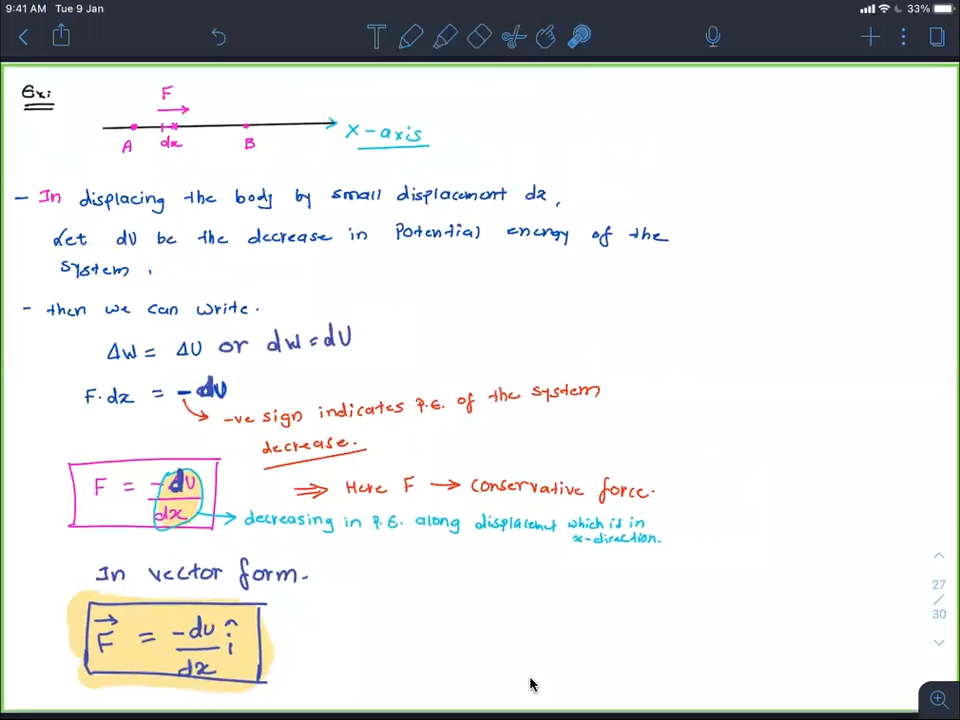 9:41 AM Tue 9 Jan
33%
Ex:
F
A dx B
X-axis
- In displacing the body by small displacement dx,
Let dU be the decrease in Potential energy of the
system.
- then we can write.
ΔW = ΔU or dW = dU
F.dx = -dU
-ve sign indicates P.E. of the system
decrease.
F = -dU/dx
⇒ Here F → conservative force.
→ decreasing in P.E. along displacment which is in
x-direction.
In vector form.
F⃗ = -dU/dx î
27
/
30